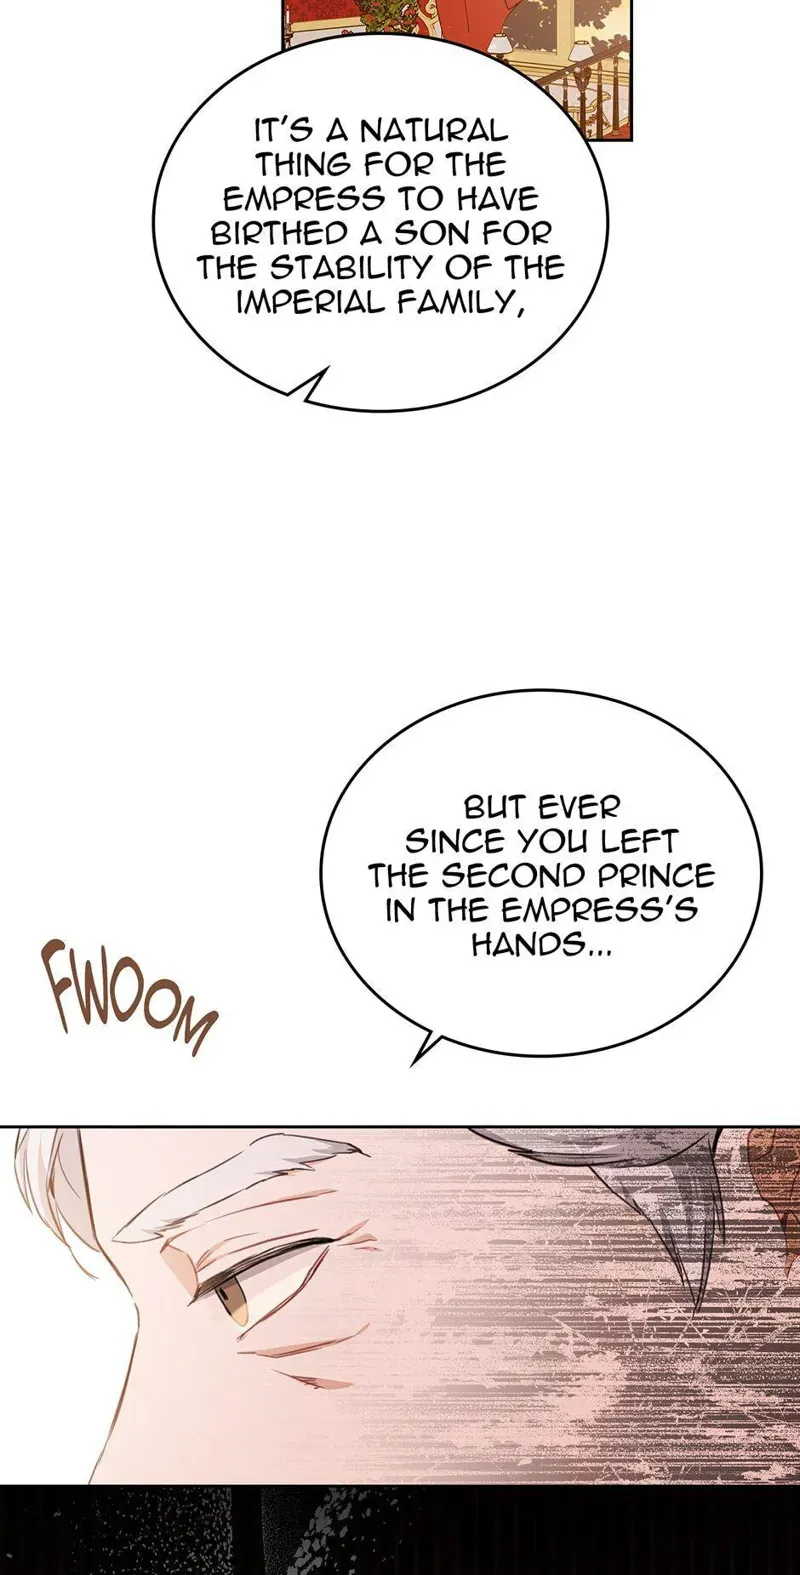 IT'S A NATURAL
THING FOR THE
EMPRESS TO HAVE
BIRTHED A SON FOR
THE STABILITY OF THE
IMPERIAL FAMILY,
BUT EVER
SINCE YOU LEFT
THE SECOND PRINCE
IN THE EMPRESS'S
HANDS...
FWOOM